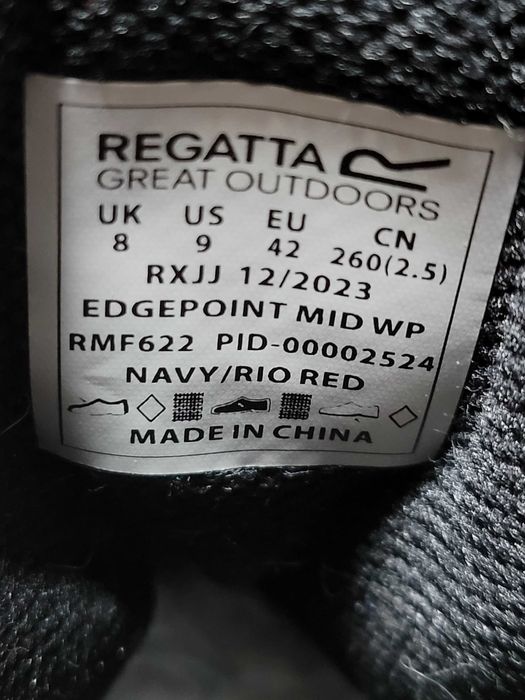 REGATTA
GREAT OUTDOORS
UK US EU CN
8 9 42 260(2.5)
RXJJ 12/2023
EDGEPOINT MID WP
RMF622 PID-00002524
NAVY/RIO RED
MADE IN CHINA